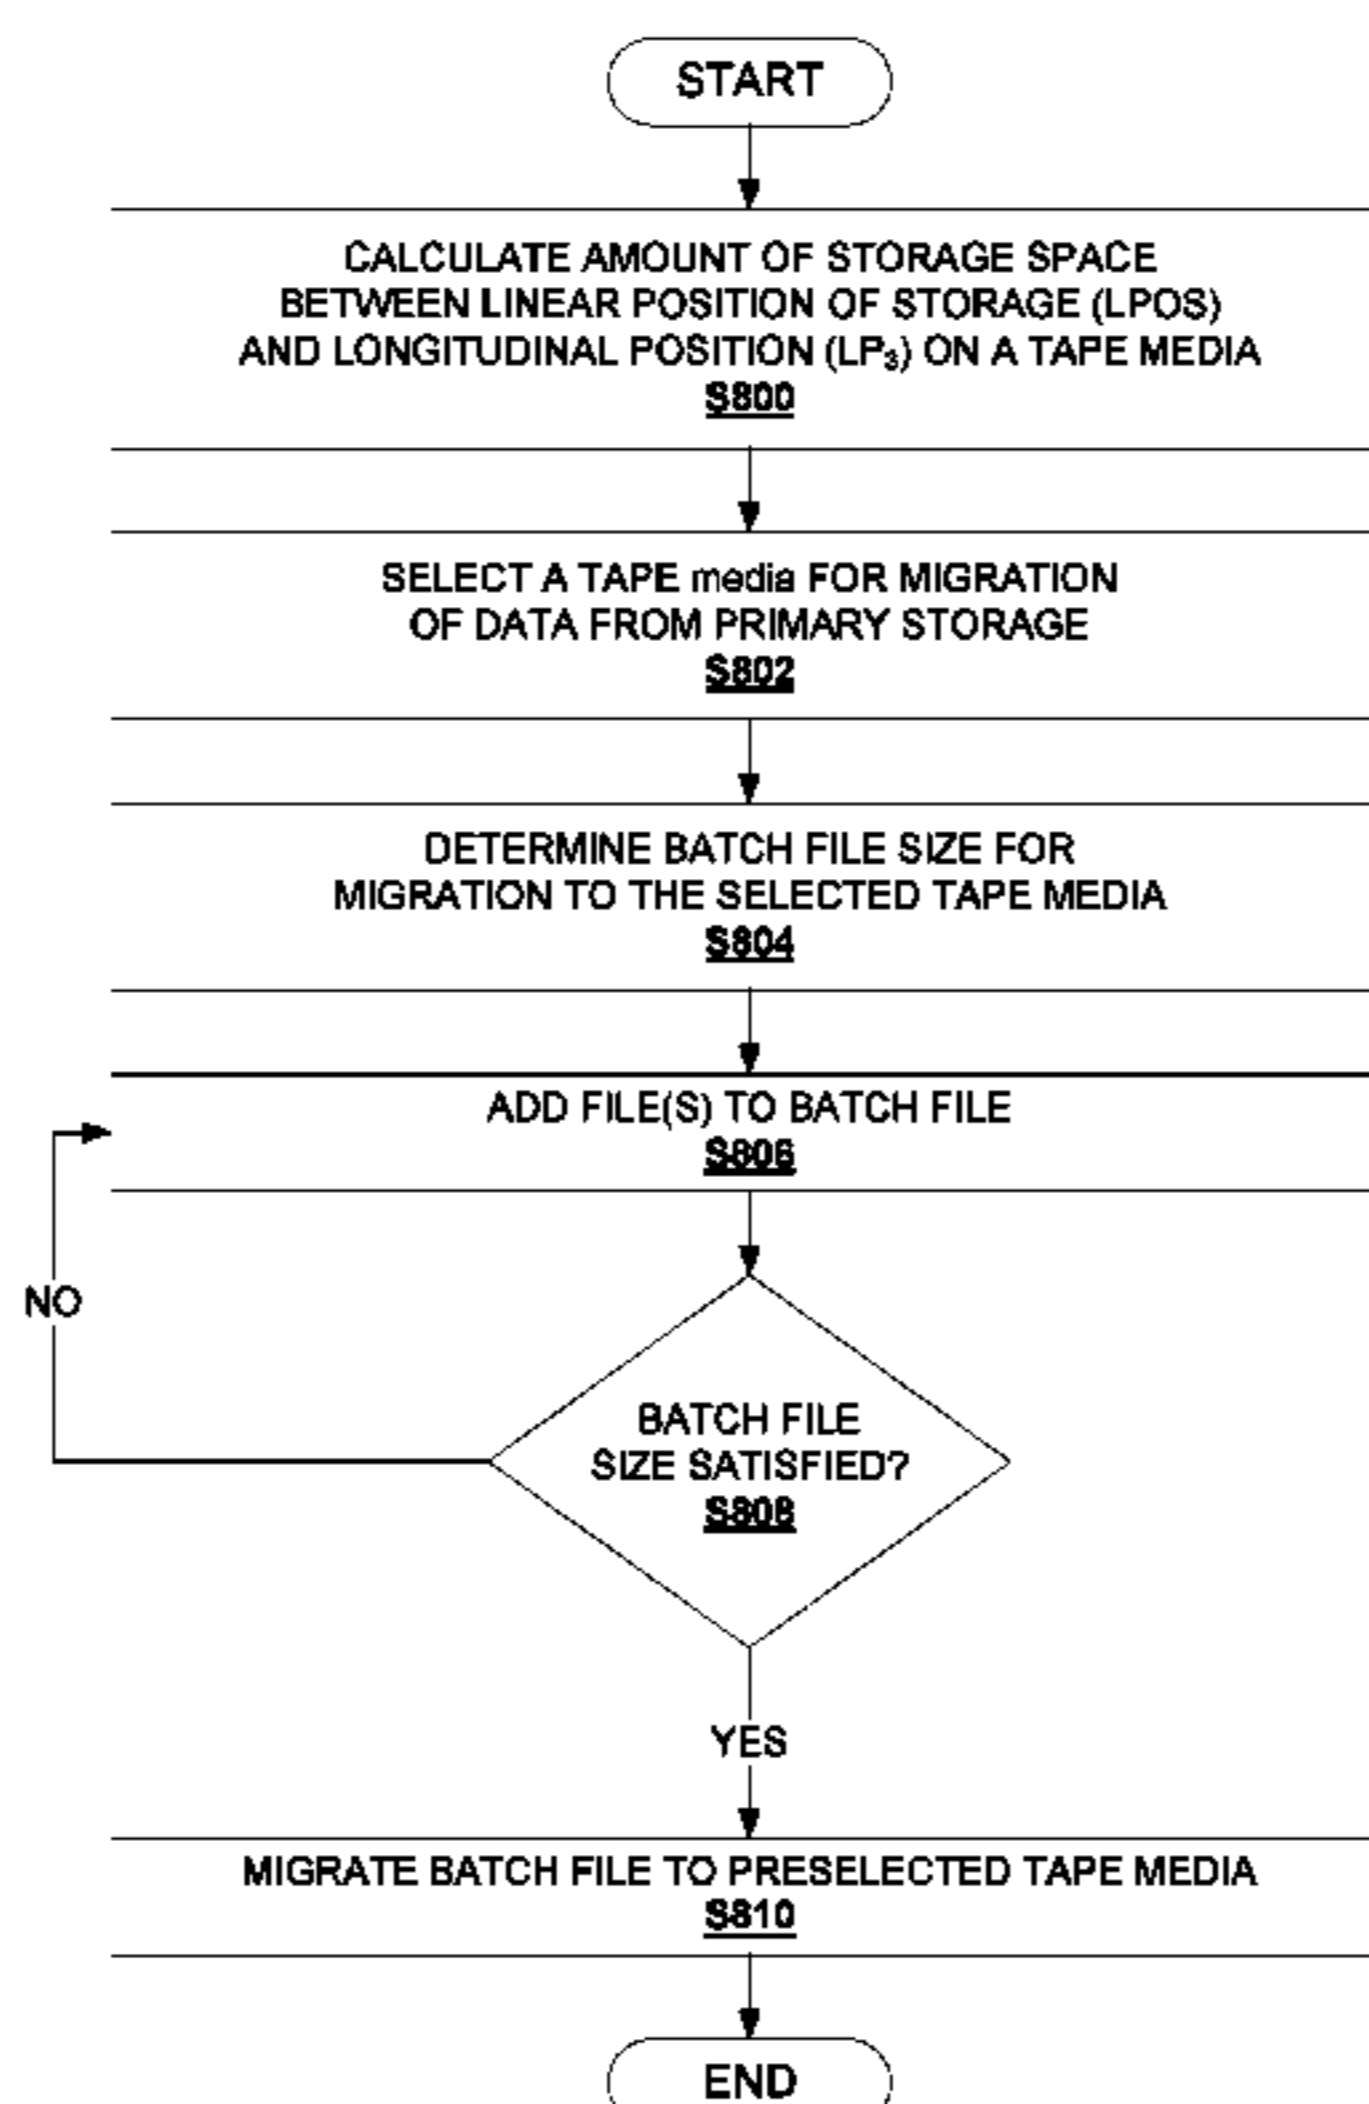 START
CALCULATE AMOUNT OF STORAGE SPACE
BETWEEN LINEAR POSITION OF STORAGE (LPOS)
AND LONGITUDINAL POSITION (LP₃) ON A TAPE MEDIA
S800
SELECT A TAPE media FOR MIGRATION
OF DATA FROM PRIMARY STORAGE
S802
DETERMINE BATCH FILE SIZE FOR
MIGRATION TO THE SELECTED TAPE MEDIA
S804
ADD FILE(S) TO BATCH FILE
S806
NO
BATCH FILE
SIZE SATISFIED?
S808
YES
MIGRATE BATCH FILE TO PRESELECTED TAPE MEDIA
S810
END